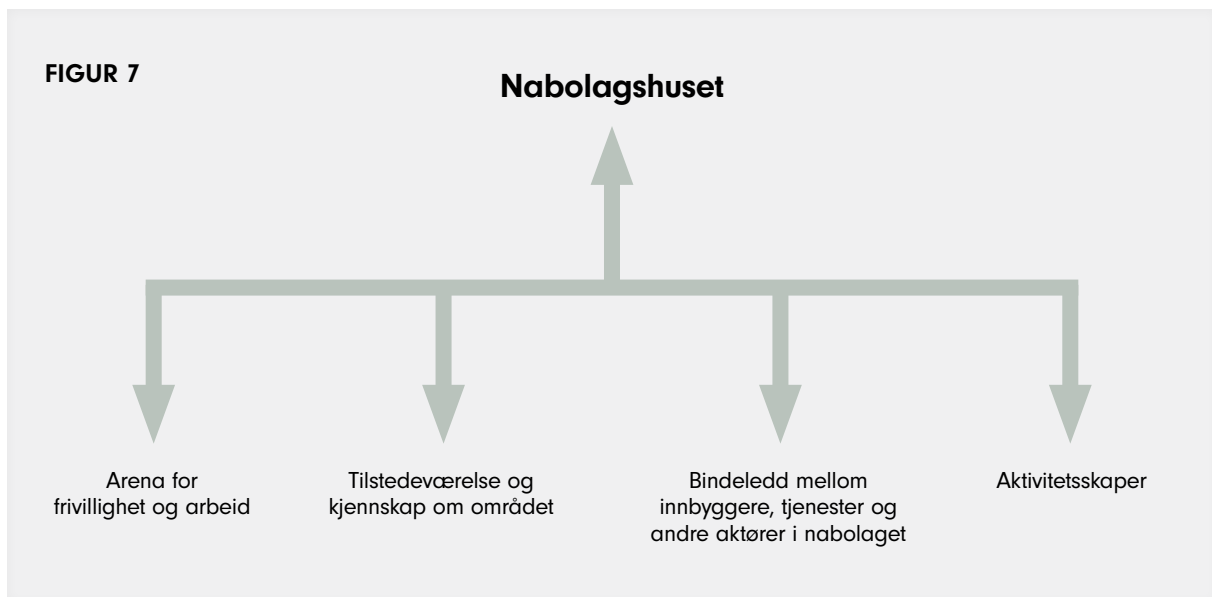 FIGUR 7
Nabolagshuset
Arena for
frivillighet og arbeid
Tilstedeværelse og
kjennskap om området
Bindeledd mellom
innbyggere, tjenester og
andre aktører i nabolaget
Aktivitetsskaper